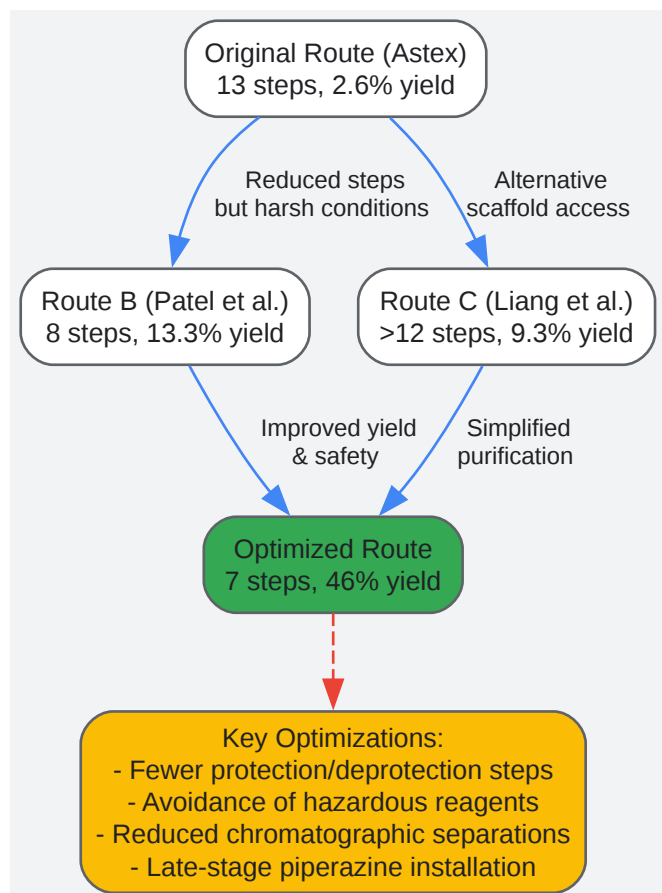 Original Route (Astex)
13 steps, 2.6% yield
Reduced steps
but harsh conditions
Alternative
scaffold access
Route B (Patel et al.)
8 steps, 13.3% yield
Route C (Liang et al.)
>12 steps, 9.3% yield
Improved yield
& safety
Simplified
purification
Optimized Route
7 steps, 46% yield
Key Optimizations:
- Fewer protection/deprotection steps
- Avoidance of hazardous reagents
- Reduced chromatographic separations
- Late-stage piperazine installation